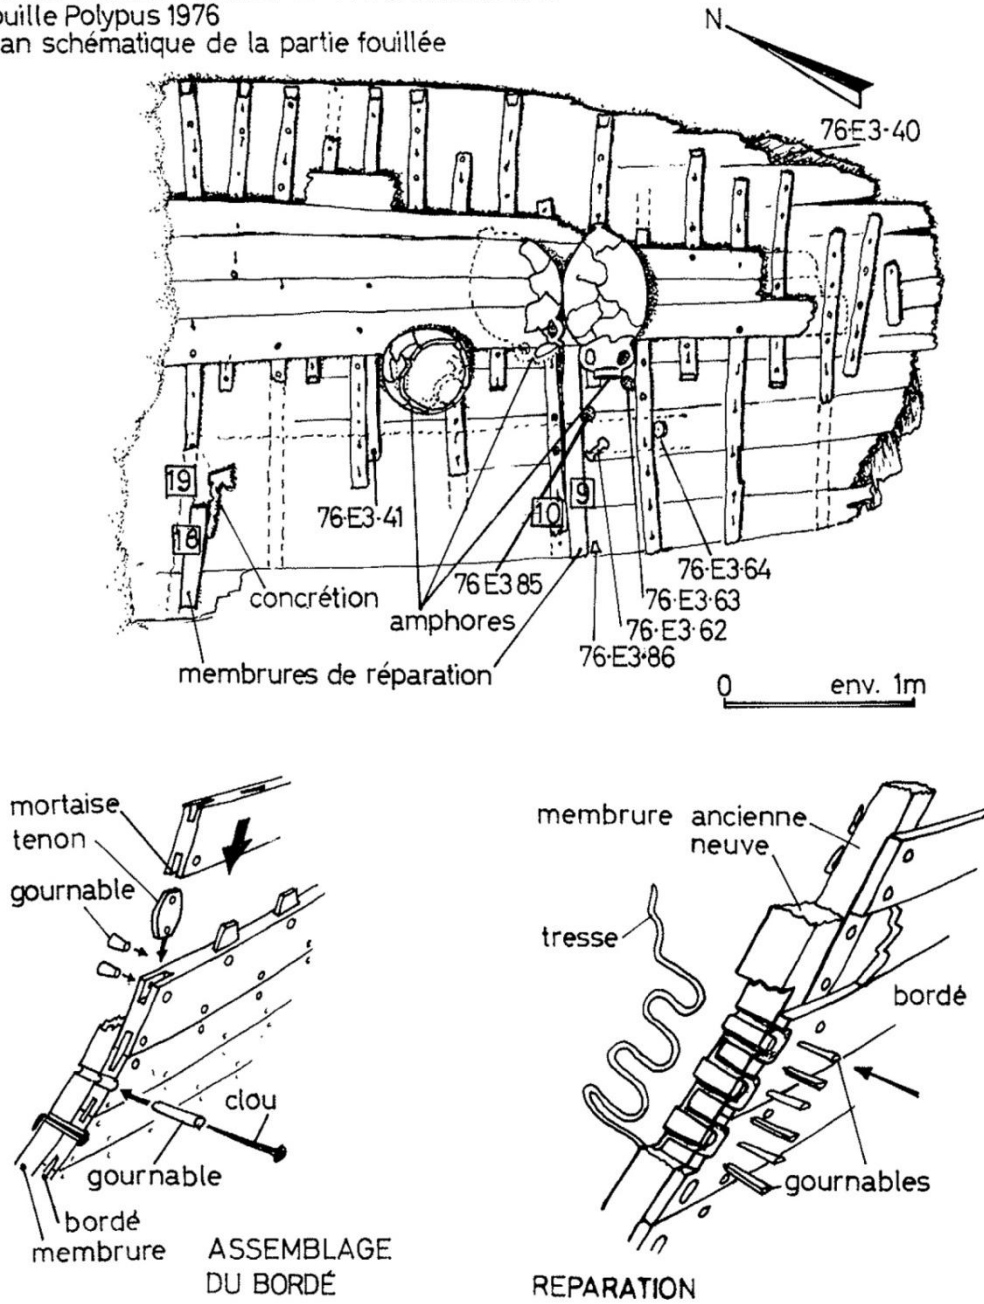 Polypus 1976
schématique de la partie fouillée
N
76·E3·40
19
18
76·E3·41
10
9
concrétion
amphores
76 E3 85
76·E3·64
76·E3·63
76·E3·62
76·E3·86
membrures de réparation
0 env. 1m
mortaise
tenon
gournable
clou
gournable
bordé
membrure
ASSEMBLAGE
DU BORDÉ
membrure ancienne
neuve
tresse
bordé
gournables
REPARATION